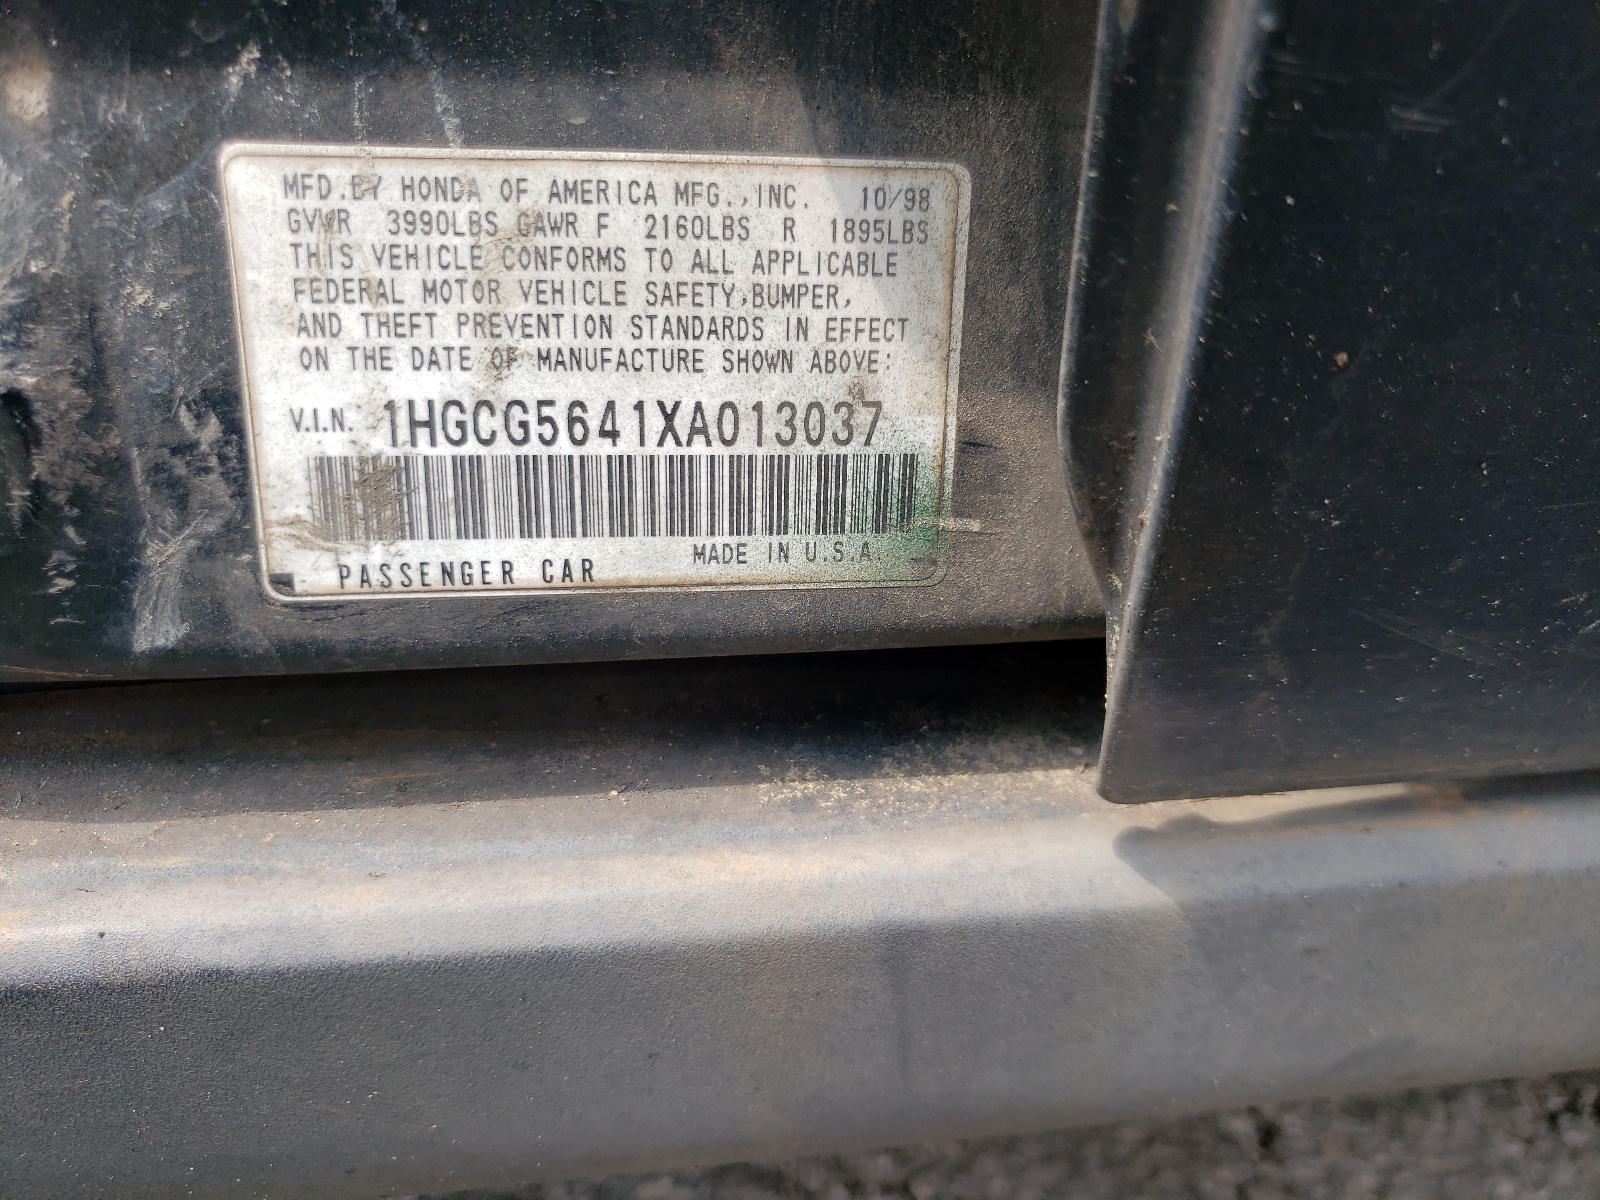 MFD.BY HONDA OF AMERICA MFG.,INC. 10/98
GVWR 3990LBS GAWR F 2160LBS R 1895LBS
THIS VEHICLE CONFORMS TO ALL APPLICABLE
FEDERAL MOTOR VEHICLE SAFETY,BUMPER,
AND THEFT PREVENTION STANDARDS IN EFFECT
ON THE DATE OF MANUFACTURE SHOWN ABOVE:
V.I.N. 1HGCG5641XA013037
MADE IN U.S.A
PASSENGER CAR